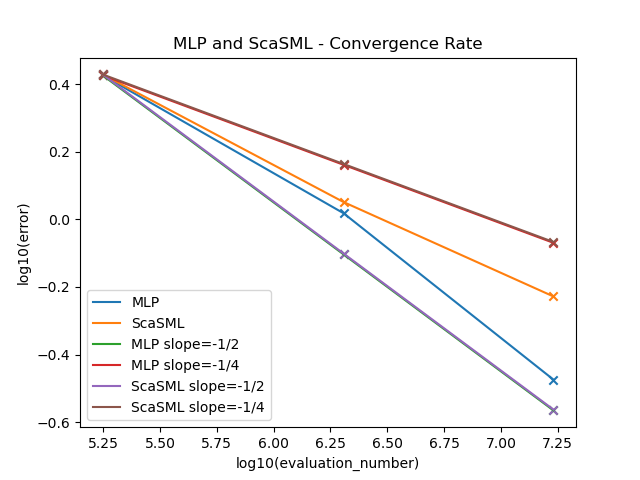 MLP and ScaSML - Convergence Rate
0.4
0.2
0.0
−0.2
−0.4
−0.6
log10(error)
MLP
ScaSML
MLP slope=-1/2
MLP slope=-1/4
ScaSML slope=-1/2
ScaSML slope=-1/4
5.25 5.50 5.75 6.00 6.25 6.50 6.75 7.00 7.25
log10(evaluation_number)